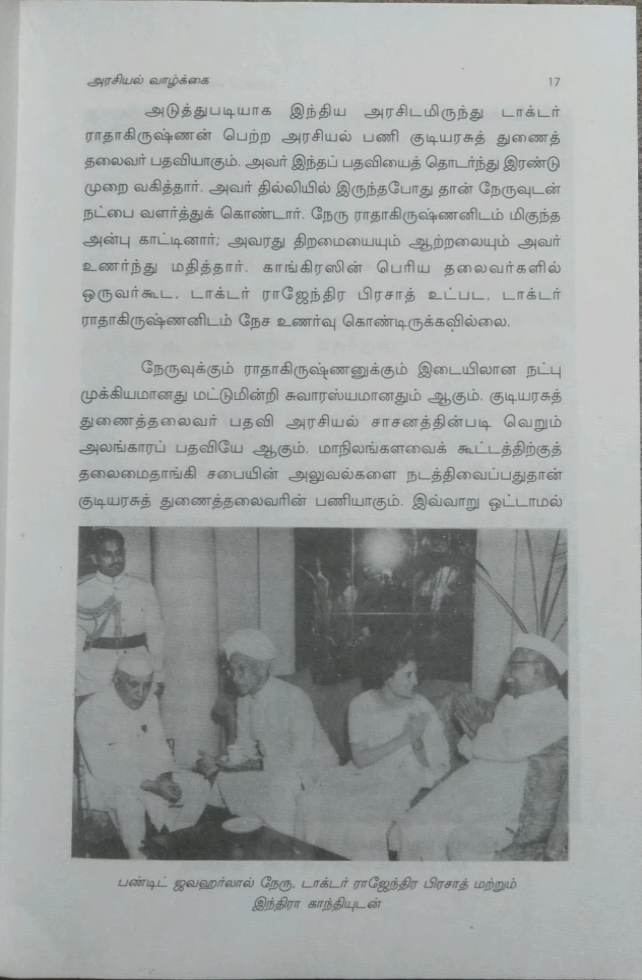 அரசியல் வாழ்க்கை 17
அடுத்துபடியாக இந்திய அரசிடமிருந்து டாக்டர்
ராதாகிருஷ்ணன் பெற்ற அரசியல் பணி குடியரசுத் துணைத்
தலைவர் பதவியாகும். அவர் இந்தப் பதவியைத் தொடர்ந்து இரண்டு
முறை வகித்தார். அவர் தில்லியில் இருந்தபோது தான் நேருவுடன்
நட்பை வளர்த்துக் கொண்டார். நேரு ராதாகிருஷ்ணனிடம் மிகுந்த
அன்பு காட்டினார்; அவரது திறமையையும் ஆற்றலையும் அவர்
உணர்ந்து மதித்தார். காங்கிரஸின் பெரிய தலைவர்களில்
ஒருவர்கூட, டாக்டர் ராஜேந்திர பிரசாத் உட்பட, டாக்டர்
ராதாகிருஷ்ணனிடம் நேச உணர்வு கொண்டிருக்கவில்லை.
நேருவுக்கும் ராதாகிருஷ்ணனுக்கும் இடையிலான நட்பு
முக்கியமானது மட்டுமின்றி சுவாரஸ்யமானதும் ஆகும். குடியரசுத்
துணைத்தலைவர் பதவி அரசியல் சாசனத்தின்படி வெறும்
அலங்காரப் பதவியே ஆகும். மாநிலங்களவைக் கூட்டத்திற்குத்
தலைமைதாங்கி சபையின் அலுவல்களை நடத்திவைப்பதுதான்
குடியரசுத் துணைத்தலைவரின் பணியாகும். இவ்வாறு ஒட்டாமல்
பண்டிட் ஜவஹர்லால் நேரு, டாக்டர் ராஜேந்திர பிரசாத் மற்றும்
இந்திரா காந்தியுடன்